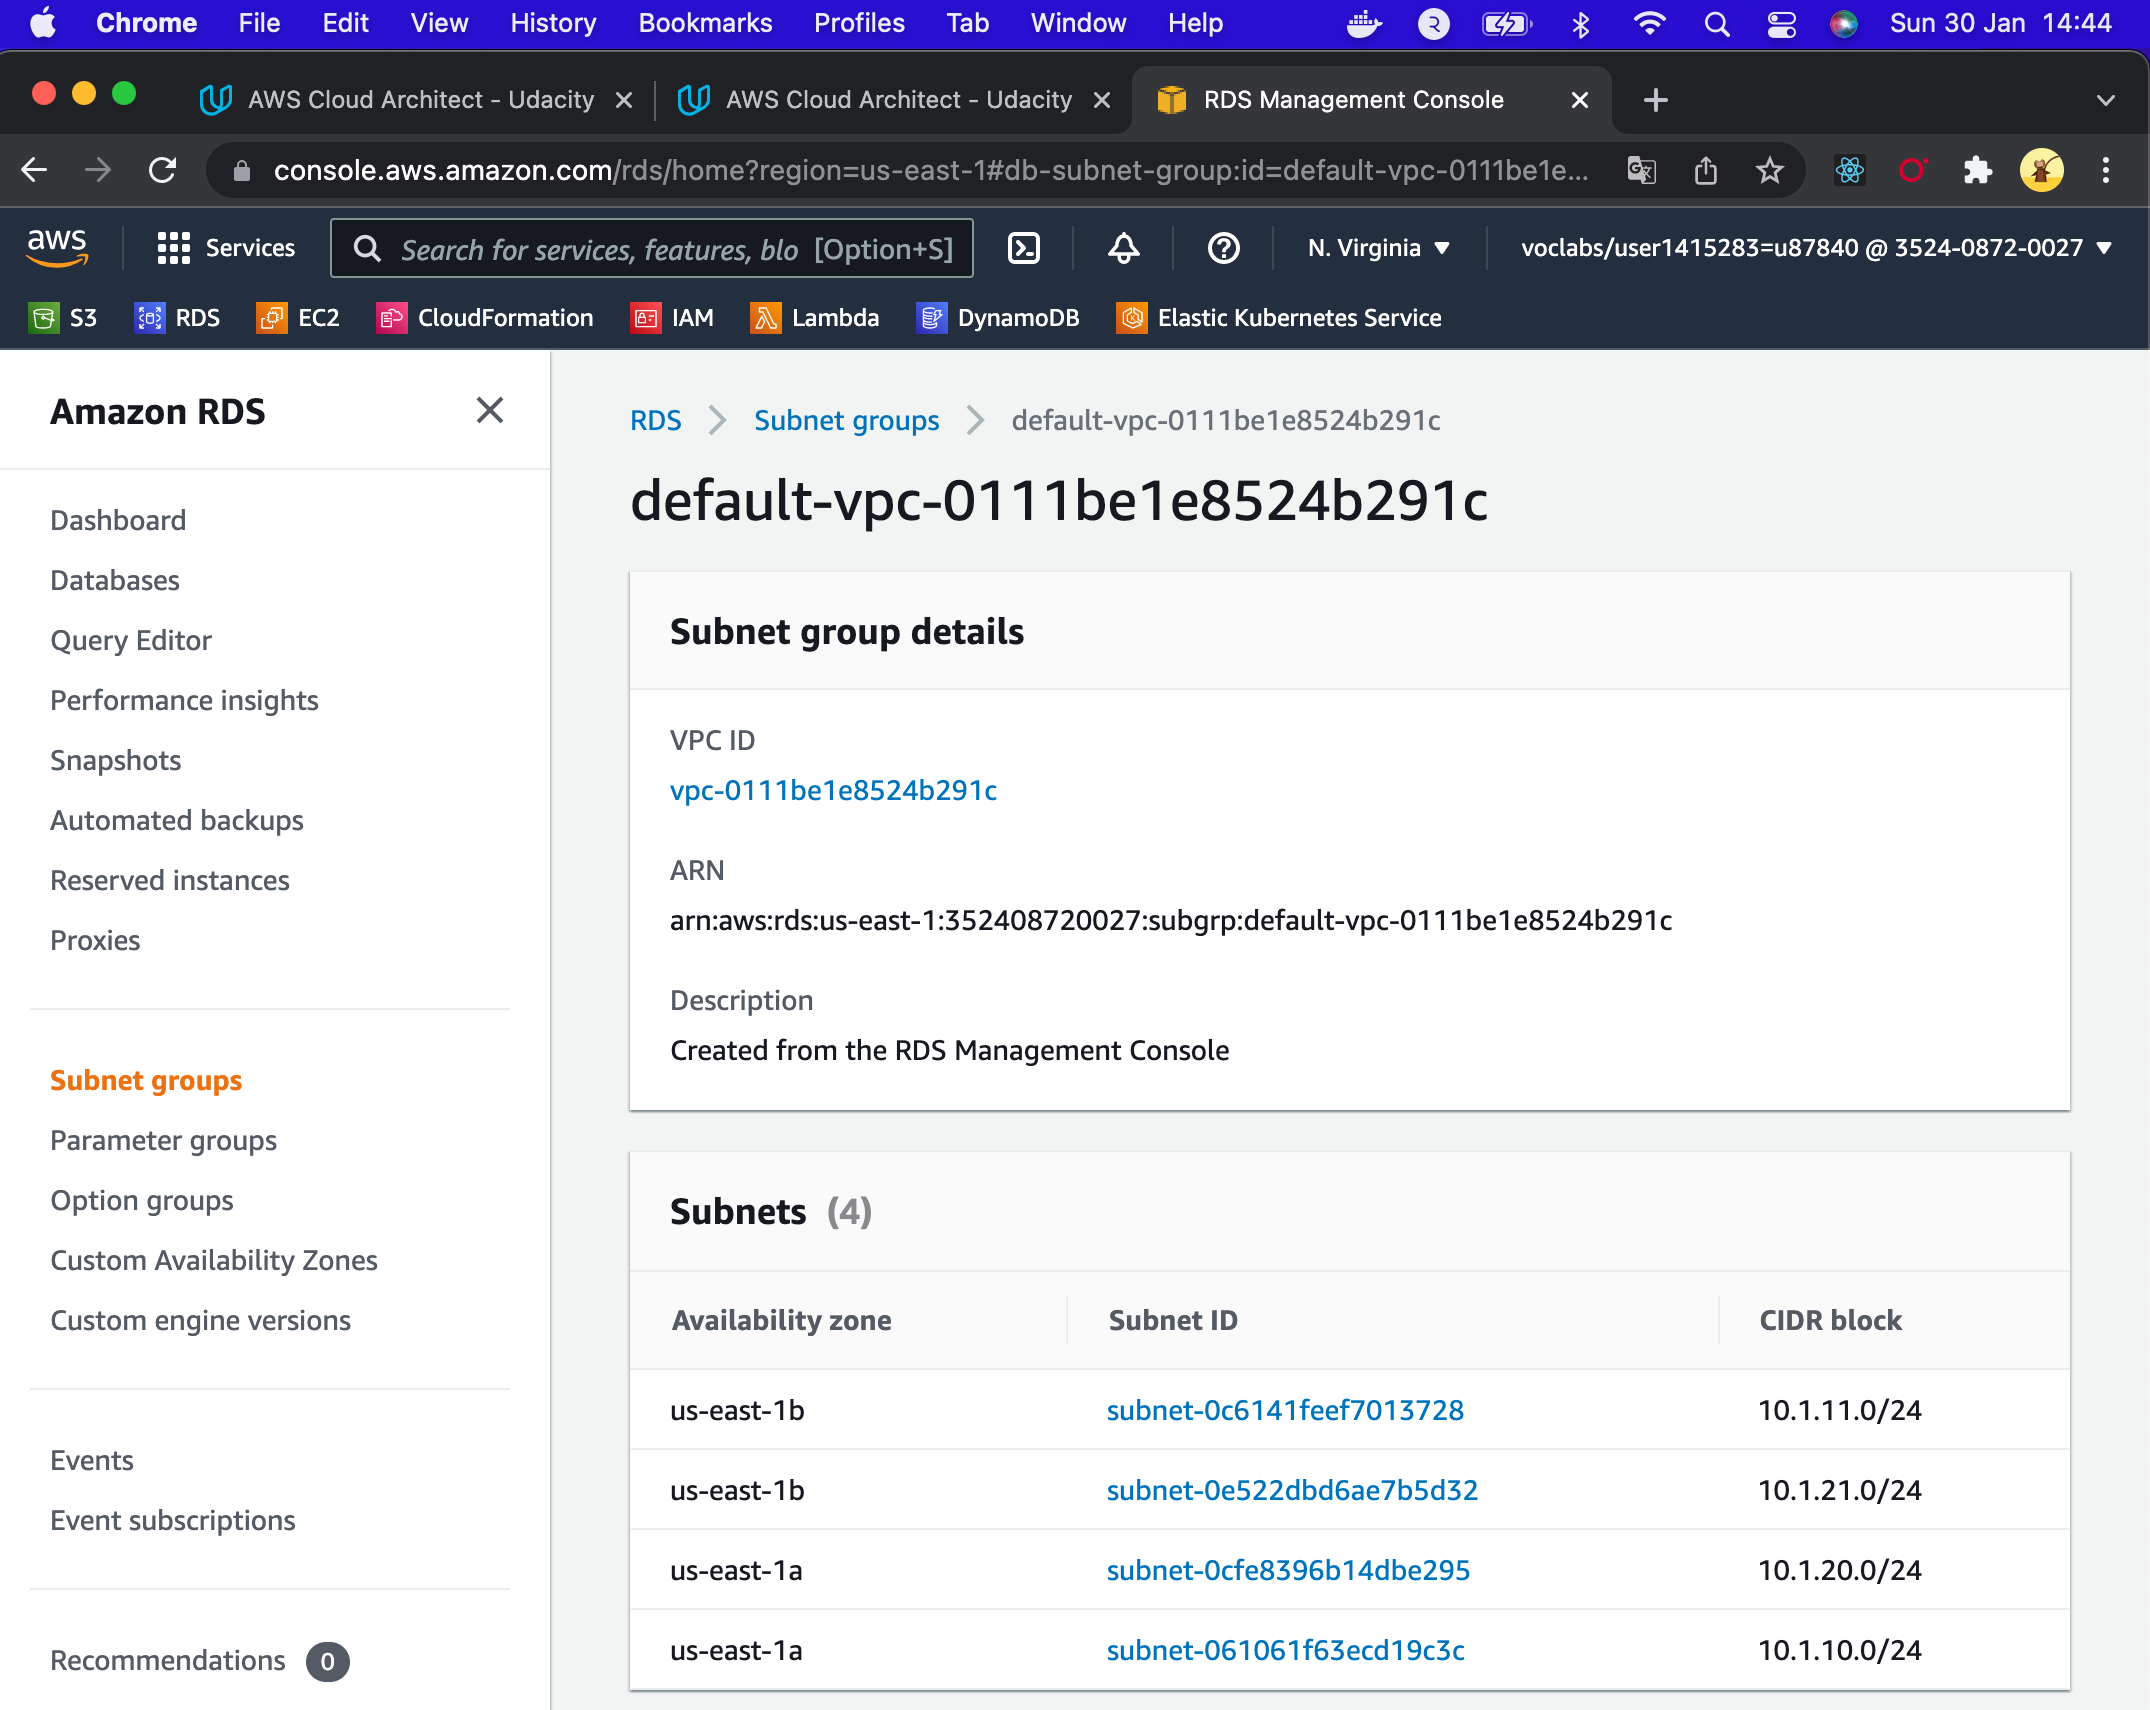 Chrome File Edit View History Bookmarks Profiles Tab Window Help R Sun 30 Jan 14:44
AWS Cloud Architect - Udacity AWS Cloud Architect - Udacity RDS Management Console
console.aws.amazon.com/rds/home?region=us-east-1#db-subnet-group:id=default-vpc-0111be1e...
aws Services Search for services, features, blo [Option+S] N. Virginia ▼ voclabs/user1415283=u87840 @ 3524-0872-0027 ▼
S3 RDS EC2 CloudFormation IAM Lambda DynamoDB Elastic Kubernetes Service
Amazon RDS
Dashboard
Databases
Query Editor
Performance insights
Snapshots
Automated backups
Reserved instances
Proxies
Subnet groups
Parameter groups
Option groups
Custom Availability Zones
Custom engine versions
Events
Event subscriptions
Recommendations 0
RDS > Subnet groups > default-vpc-0111be1e8524b291c
default-vpc-0111be1e8524b291c
Subnet group details
VPC ID
vpc-0111be1e8524b291c
ARN
arn:aws:rds:us-east-1:352408720027:subgrp:default-vpc-0111be1e8524b291c
Description
Created from the RDS Management Console
Subnets (4)
Availability zone Subnet ID CIDR block
us-east-1b subnet-0c6141feef7013728 10.1.11.0/24
us-east-1b subnet-0e522dbd6ae7b5d32 10.1.21.0/24
us-east-1a subnet-0cfe8396b14dbe295 10.1.20.0/24
us-east-1a subnet-061061f63ecd19c3c 10.1.10.0/24